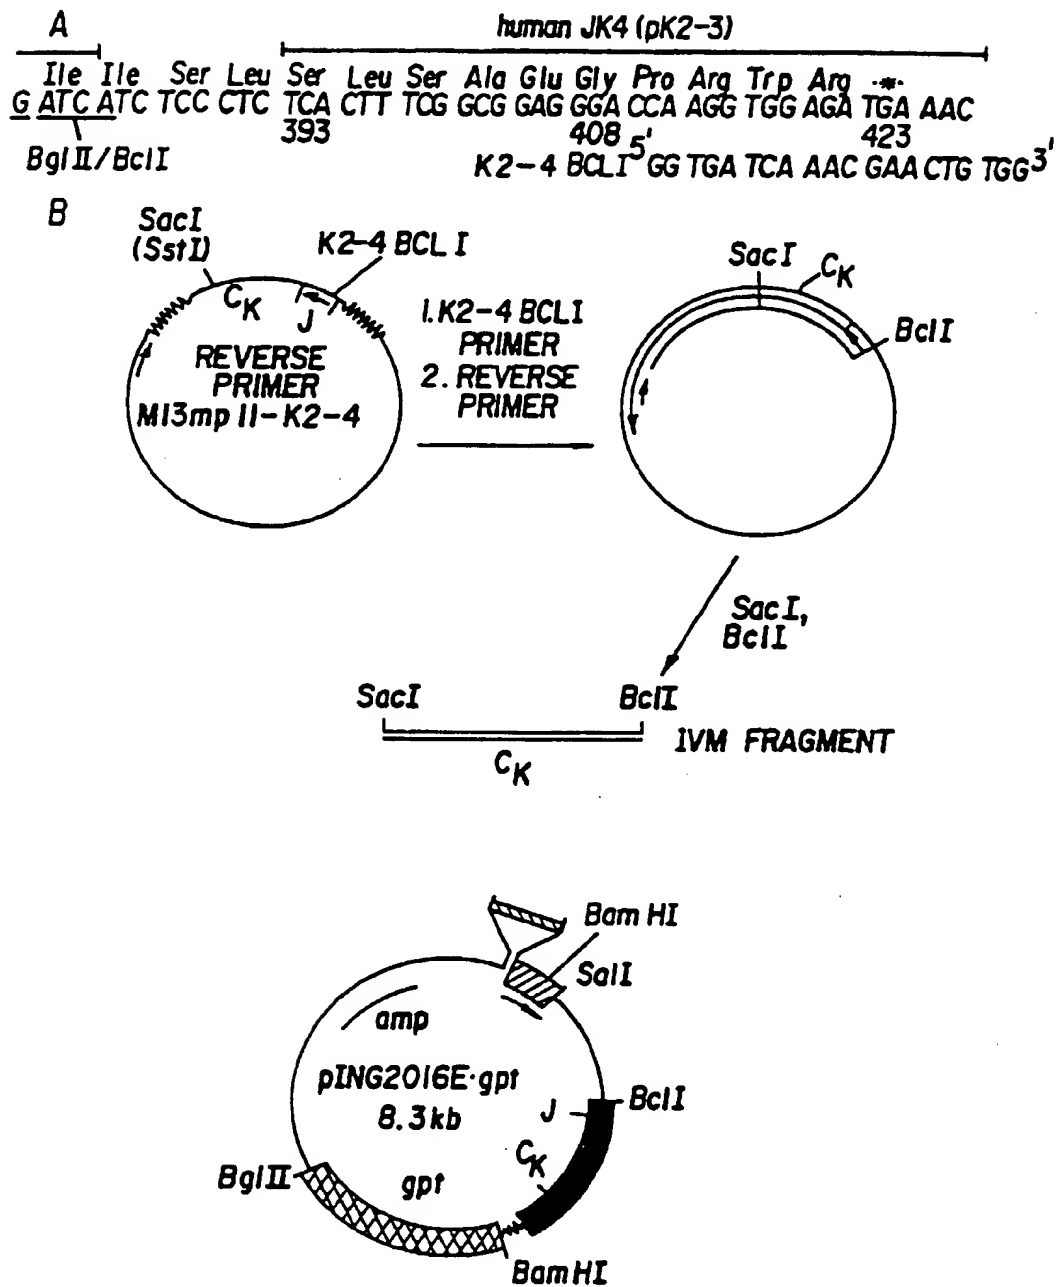 A
human JK4 (pK2-3)
Ile Ile Ser Leu Ser Leu Ser Ala Glu Gly Pro Arg Trp Arg ·*·
G ATC ATC TCC CTC TCA CTT TCG GCG GAG GGA CCA AGG TGG AGA TGA AAC
393 408 423
BglII/BclI
K2-4 BCLI 5' GG TGA TCA AAC GAA CTG TGG 3'
B
SacI
(SstI)
K2-4 BCL I
CK
J
REVERSE
PRIMER
M13mp11-K2-4
1. K2-4 BCLI
PRIMER
2. REVERSE
PRIMER
SacI
CK
BclI
SacI,
BclI
SacI
BclI
CK
IVM FRAGMENT
Bam HI
SalI
amp
pING2016E·gpt
8.3kb
J
BclI
CK
BglII
gpt
BamHI